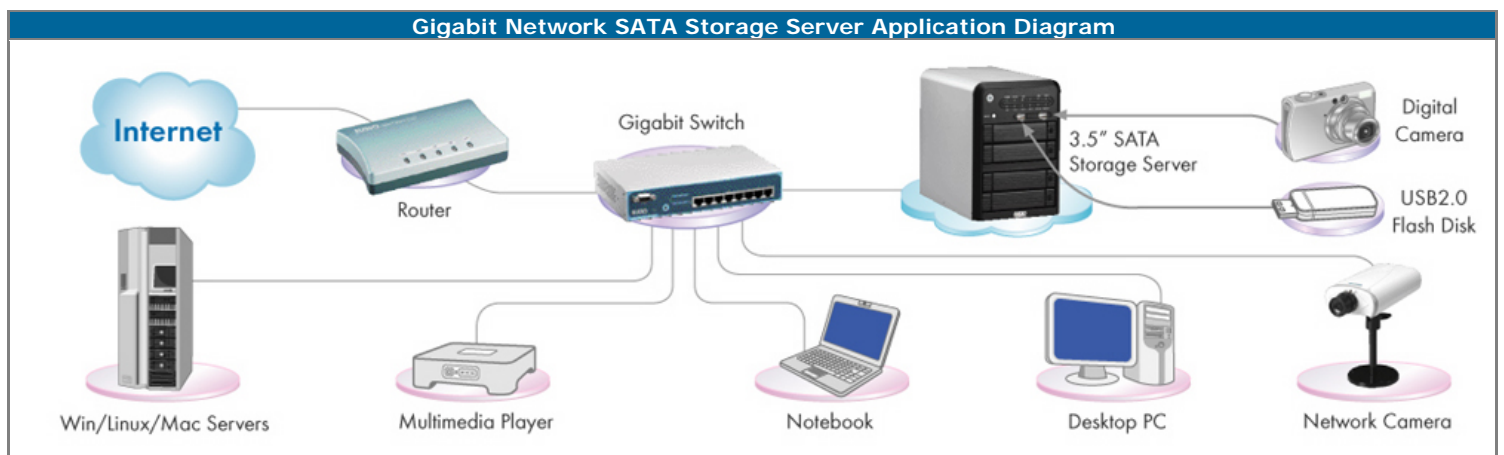 Gigabit Network SATA Storage Server Application Diagram
Internet
Router
Gigabit Switch
3.5" SATA
Storage Server
Digital
Camera
USB2.0
Flash Disk
Win/Linux/Mac Servers
Multimedia Player
Notebook
Desktop PC
Network Camera